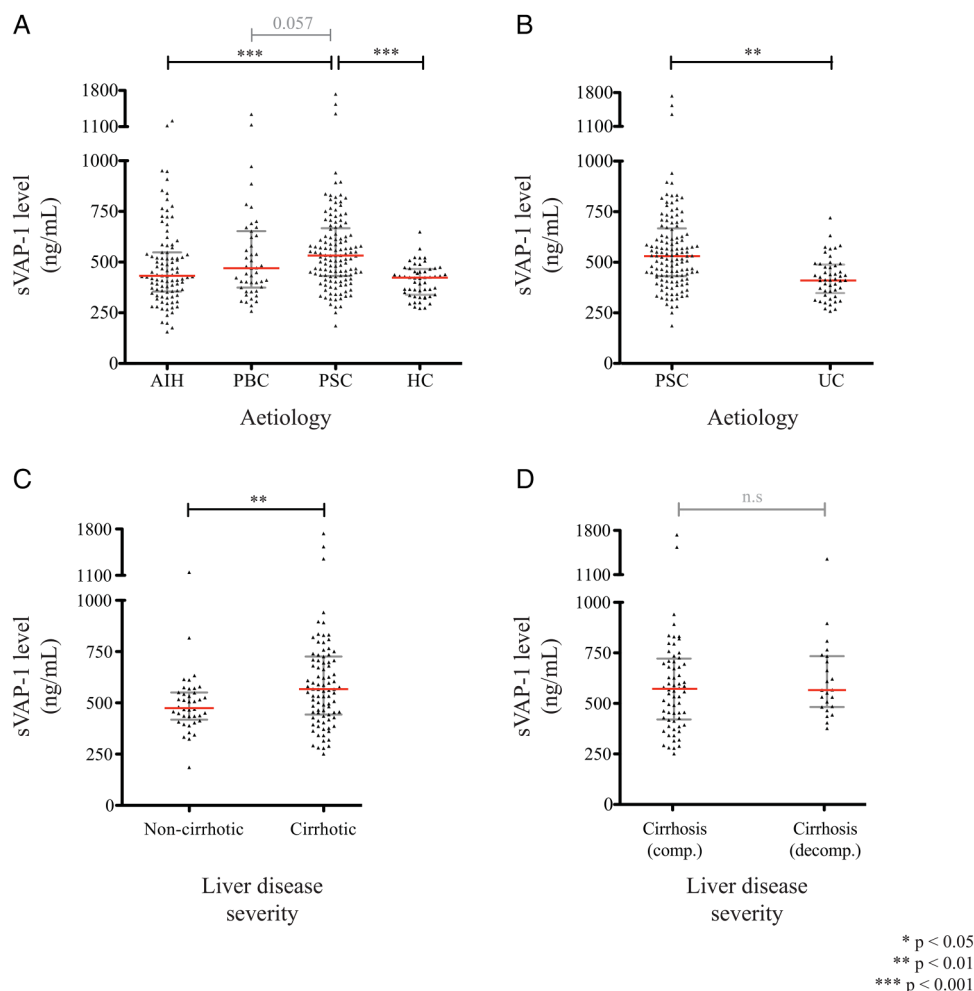 A
0.057
***
***
1800
1100
1000
750
500
250
0
sVAP-1 level
(ng/mL)
AIH
PBC
PSC
HC
Aetiology
B
**
1800
1100
1000
750
500
250
0
sVAP-1 level
(ng/mL)
PSC
UC
Aetiology
C
**
1800
1100
1000
750
500
250
0
sVAP-1 level
(ng/mL)
Non-cirrhotic
Cirrhotic
Liver disease
severity
D
n.s
1800
1100
1000
750
500
250
0
sVAP-1 level
(ng/mL)
Cirrhosis
(comp.)
Cirrhosis
(decomp.)
Liver disease
severity
* p < 0.05
** p < 0.01
*** p < 0.001